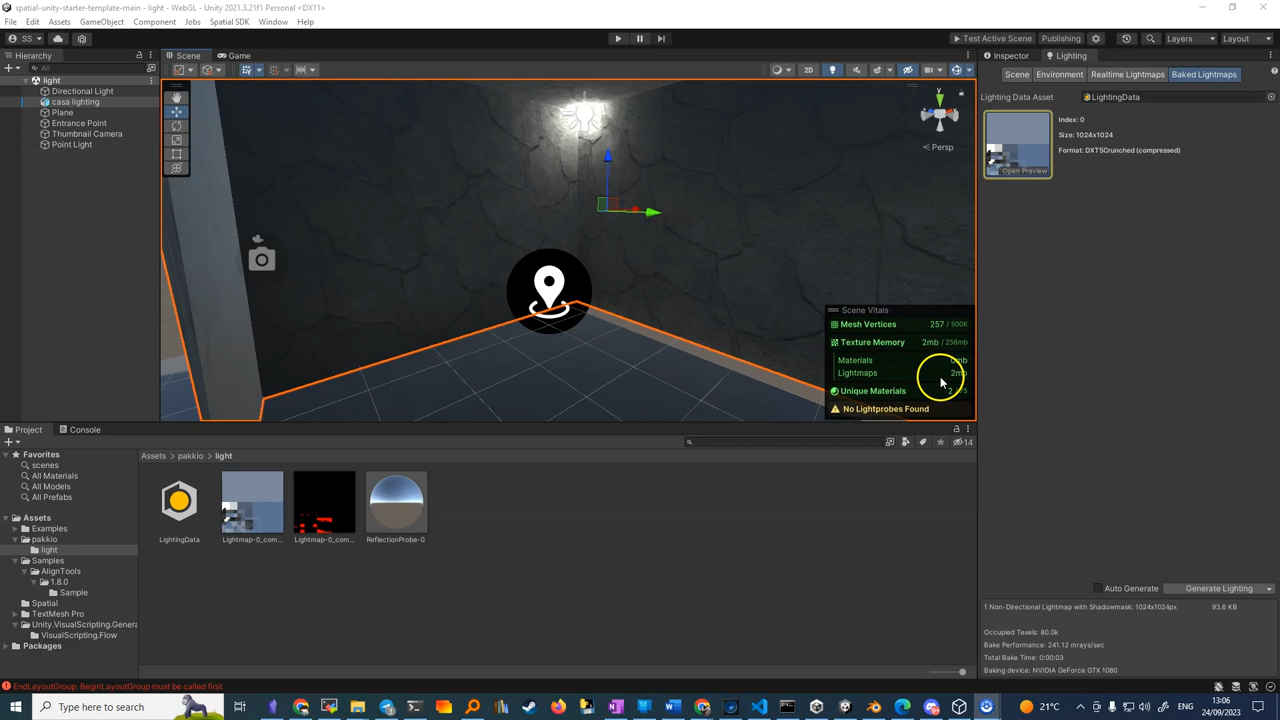 spatial-unity-starter-template-main - light - WebGL - Unity 2021.3.21f1 Personal <DX11>
File Edit Assets GameObject Component Jobs Spatial SDK Window Help
SS Test Active Scene Publishing Layers Layout
Hierarchy Scene Game Inspector Lighting
All 2D Scene Environment Realtime Lightmaps Baked Lightmaps
light
Directional Light
casa lighting
Plane
Entrance Point
Thumbnail Camera
Point Light
Persp
Lighting Data Asset LightingData
Index: 0
Size: 1024x1024
Format: DXT5Crunched (compressed)
Open Preview
Scene Vitals
Mesh Vertices 257 / 500K
Texture Memory 2mb / 256mb
Materials 0mb
Lightmaps 2mb
Unique Materials 2
No Lightprobes Found
Project Console
14
Favorites
scenes
All Materials
All Models
All Prefabs
Assets
Examples
pakkio
light
Samples
AlignTools
1.8.0
Sample
Spatial
TextMesh Pro
Unity.VisualScripting.Genera
VisualScripting.Flow
Packages
Assets pakkio light
LightingData Lightmap-0_com... Lightmap-0_com... ReflectionProbe-0
Auto Generate Generate Lighting
1 Non-Directional Lightmap with Shadowmask: 1024x1024px 93.6 KB
Occupied Texels: 80.0k
Bake Performance: 241.12 mrays/sec
Total Bake Time: 0:00:03
Baking device: NVIDIA GeForce GTX 1080
EndLayoutGroup: BeginLayoutGroup must be called first.
Type here to search
21°C
13:06
24/09/2023